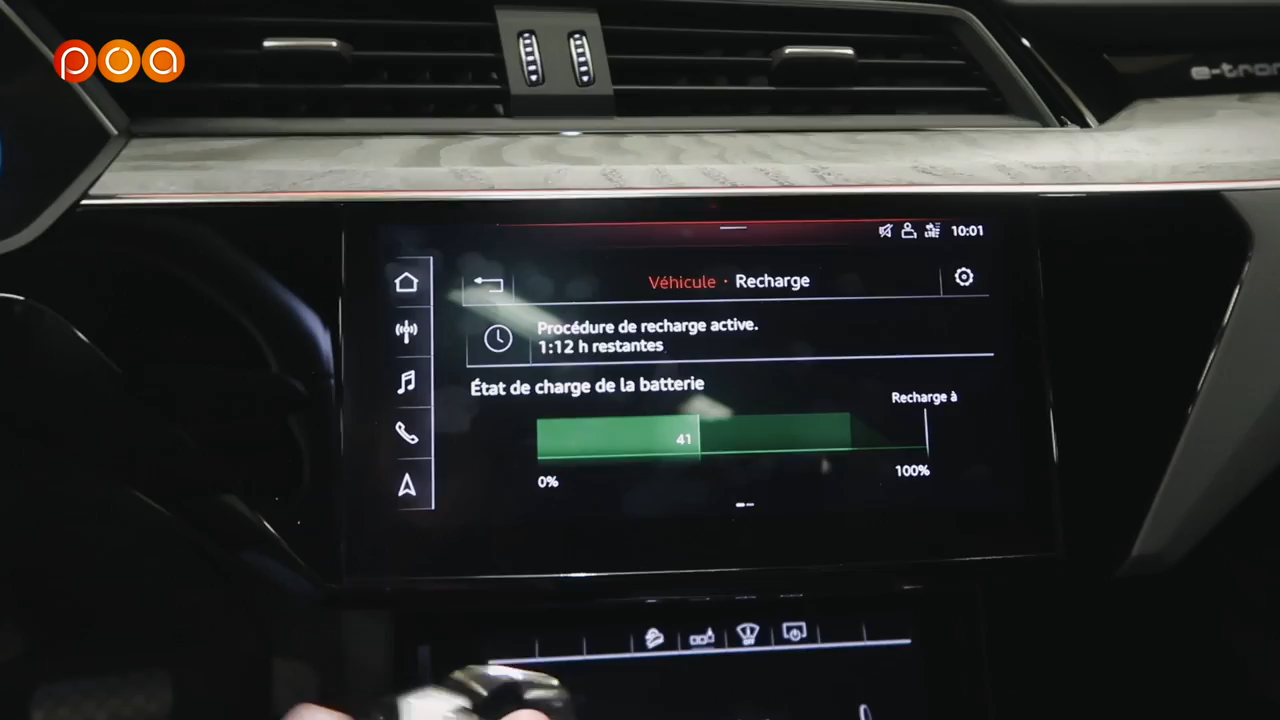 poa
e-tron
10:01
Véhicule · Recharge
Procédure de recharge active.
1:12 h restantes
État de charge de la batterie
Recharge à
41
0%
100%
OFF